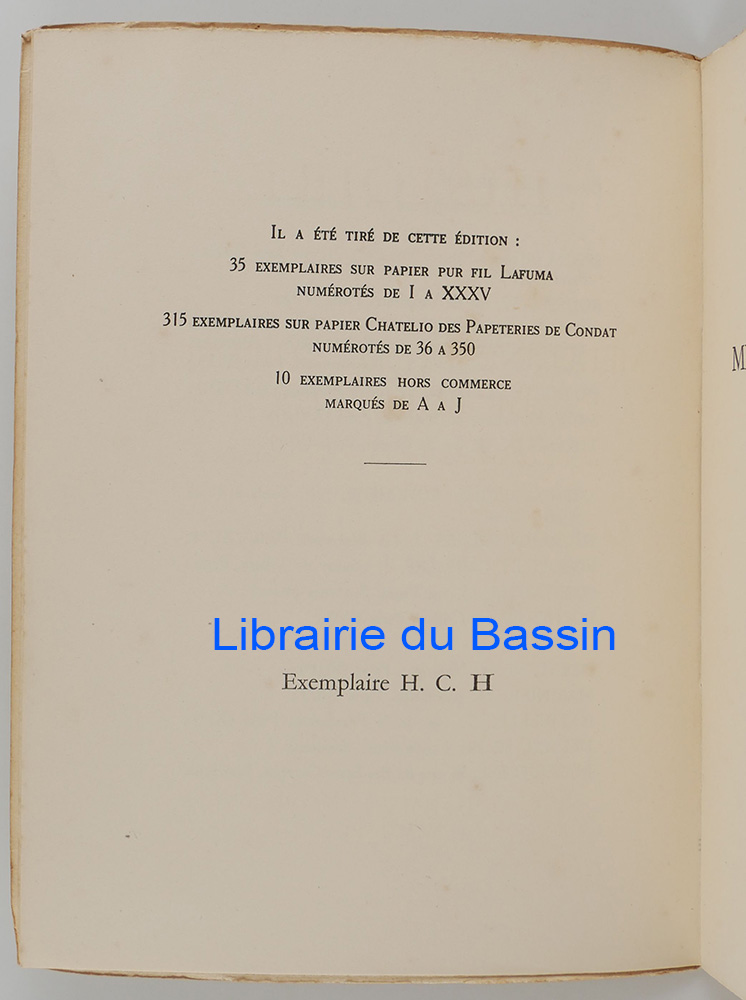 Il a été tiré de cette édition :
35 exemplaires sur papier pur fil Lafuma
numérotés de I a XXXV
315 exemplaires sur papier Chatelio des Papeteries de Condat
numérotés de 36 a 350
10 exemplaires hors commerce
marqués de A a J
Librairie du Bassin
Exemplaire H. C. H